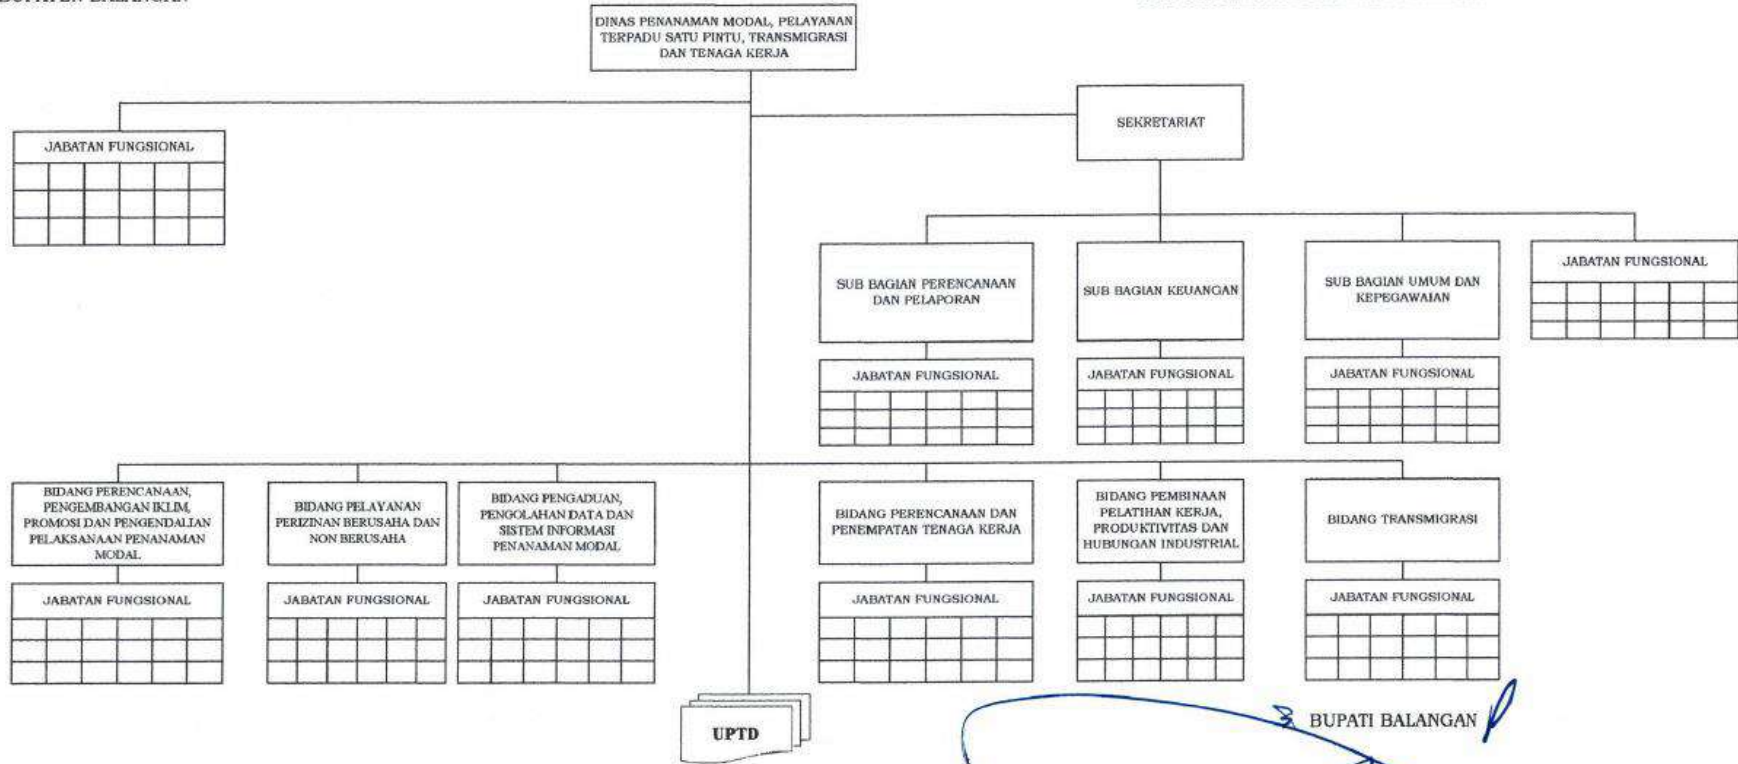 DINAS PENANAMAN MODAL, PELAYANAN
TERPADU SATU PINTU, TRANSMIGRASI
DAN TENAGA KERJA
SEKRETARIAT
JABATAN FUNGSIONAL
SUB BAGIAN PERENCANAAN
DAN PELAPORAN
SUB BAGIAN KEUANGAN
SUB BAGIAN UMUM DAN
KEPEGAWAIAN
JABATAN FUNGSIONAL
JABATAN FUNGSIONAL
JABATAN FUNGSIONAL
JABATAN FUNGSIONAL
BIDANG PERENCANAAN,
PENGEMBANGAN IKLIM,
PROMOSI DAN PENGENDALIAN
PELAKSANAAN PENANAMAN
MODAL
BIDANG PELAYANAN
PERIZINAN BERUSAHA DAN
NON BERUSAHA
BIDANG PENGADUAN,
PENGOLAHAN DATA DAN
SISTEM INFORMASI
PENANAMAN MODAL
BIDANG PERENCANAAN DAN
PENEMPATAN TENAGA KERJA
BIDANG PEMBINAAN
PELATIHAN KERJA,
PRODUKTIVITAS DAN
HUBUNGAN INDUSTRIAL
BIDANG TRANSMIGRASI
JABATAN FUNGSIONAL
JABATAN FUNGSIONAL
JABATAN FUNGSIONAL
JABATAN FUNGSIONAL
JABATAN FUNGSIONAL
JABATAN FUNGSIONAL
UPTD
BUPATI BALANGAN